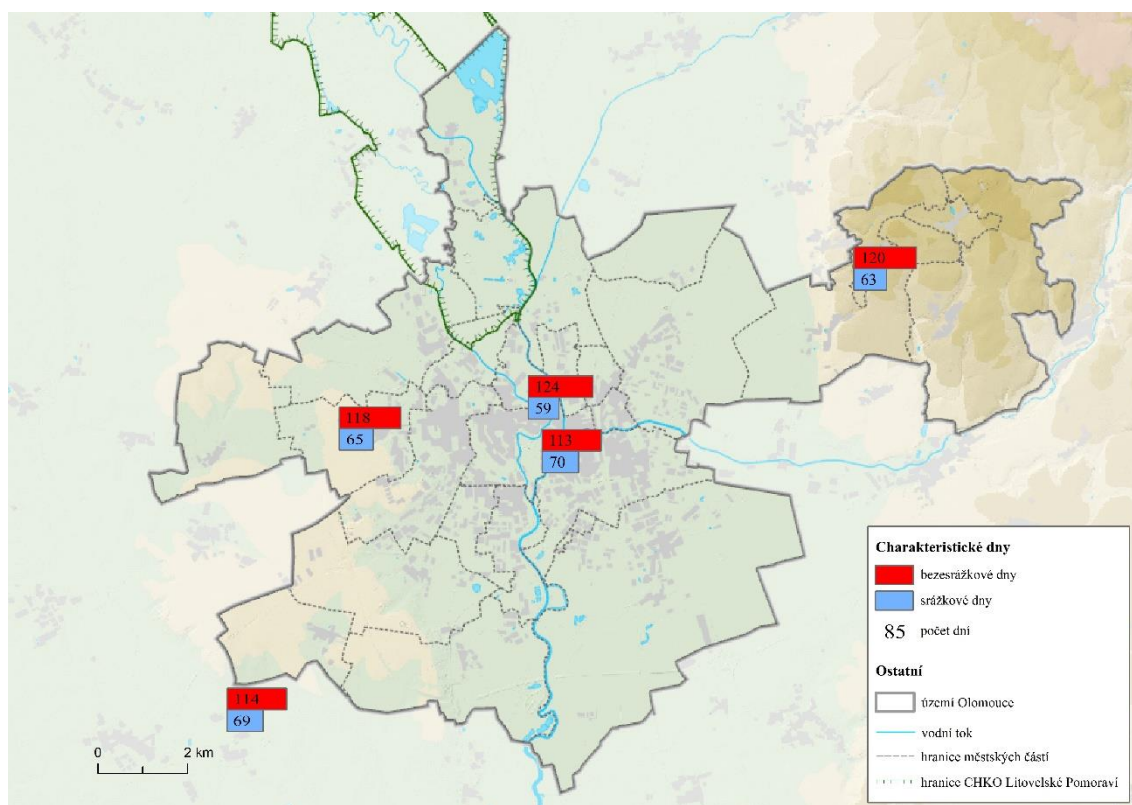 120
63
124
59
118
65
113
70
114
69
0 2 km
Charakteristické dny
bezesrážkové dny
srážkové dny
85 počet dní
Ostatní
území Olomouce
vodní tok
hranice městských částí
hranice CHKO Litovelské Pomoraví